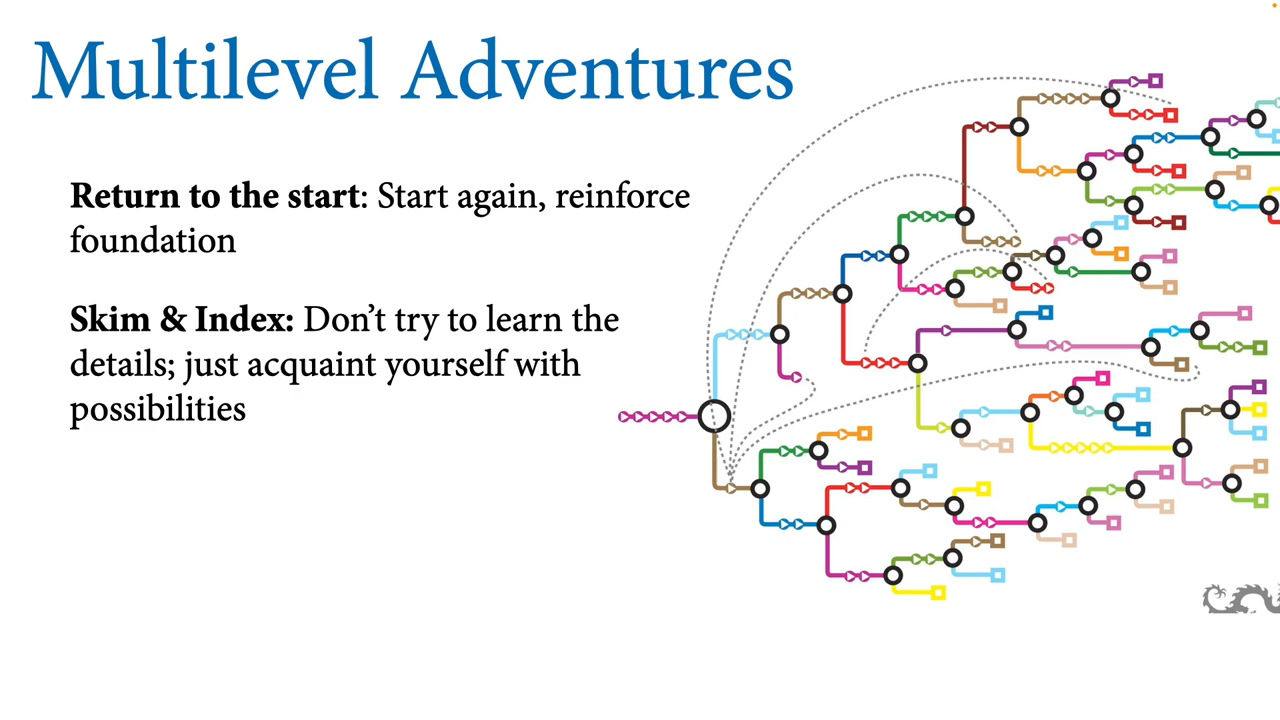 Multilevel Adventures
Return to the start: Start again, reinforce
foundation
Skim & Index: Don’t try to learn the
details; just acquaint yourself with
possibilities